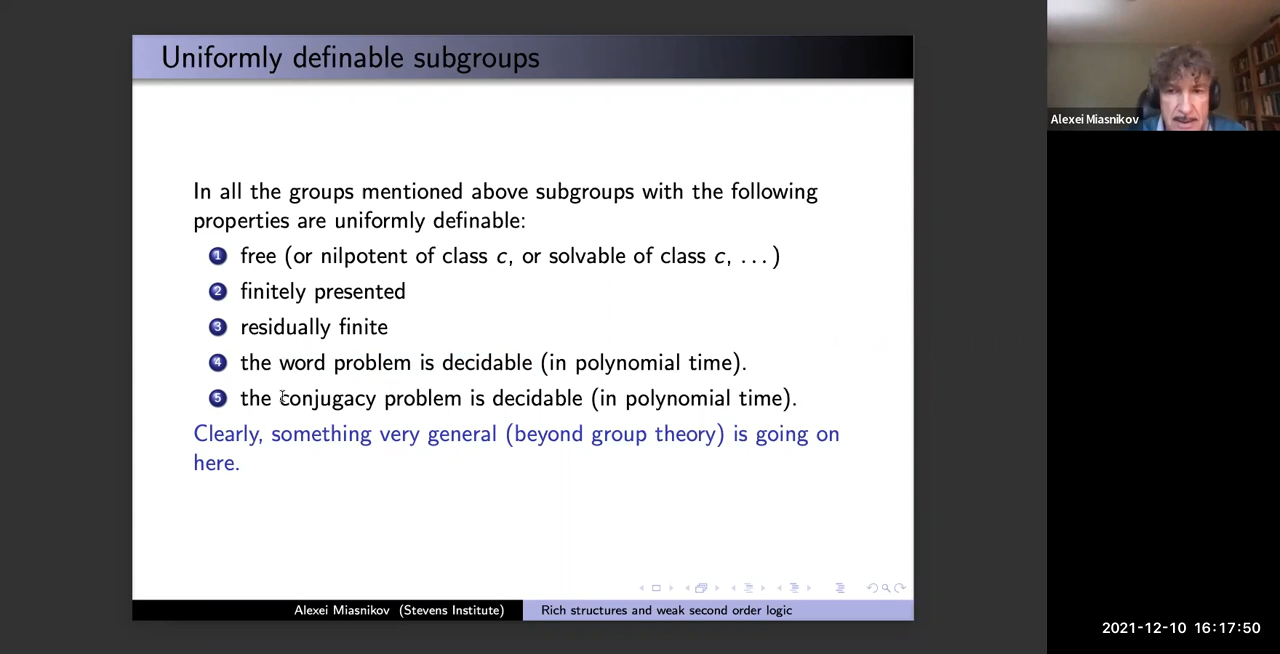 Uniformly definable subgroups
In all the groups mentioned above subgroups with the following
properties are uniformly definable:
1 free (or nilpotent of class c, or solvable of class c, ...)
2 finitely presented
3 residually finite
4 the word problem is decidable (in polynomial time).
5 the conjugacy problem is decidable (in polynomial time).
Clearly, something very general (beyond group theory) is going on
here.
Alexei Miasnikov (Stevens Institute)
Rich structures and weak second order logic
Alexei Miasnikov
2021-12-10 16:17:50